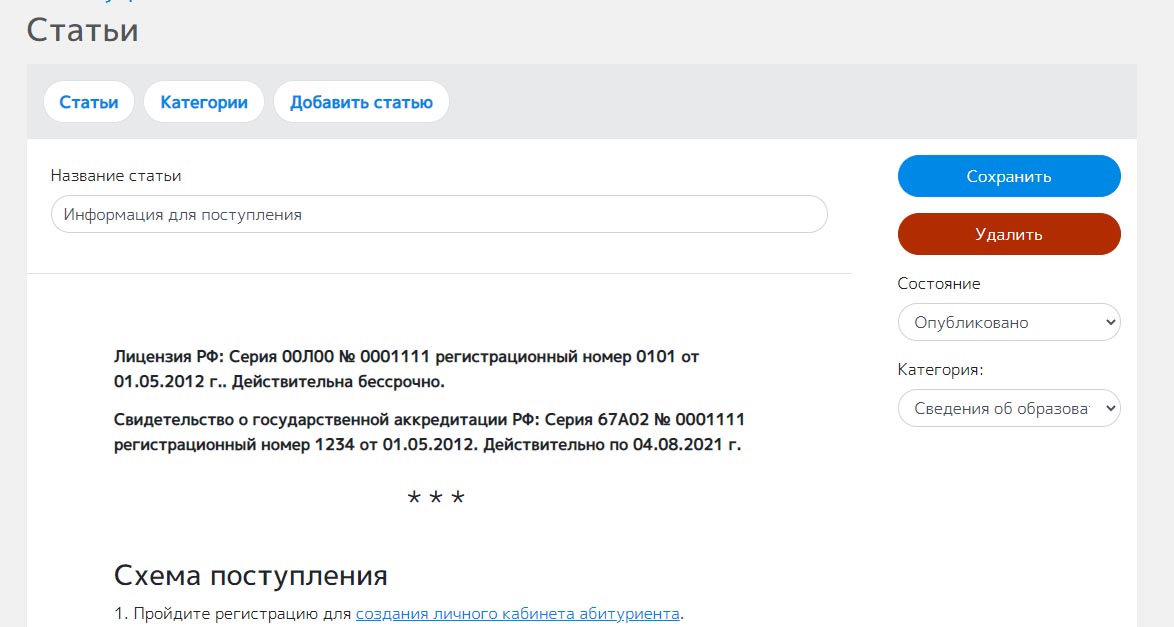 Статьи
Статьи
Категории
Добавить статью
Название статьи
Информация для поступления
Сохранить
Удалить
Состояние
Опубликовано
Категория:
Сведения об образова
Лицензия РФ: Серия 00Л00 № 0001111 регистрационный номер 0101 от
01.05.2012 г.. Действительна бессрочно.
Свидетельство о государственной аккредитации РФ: Серия 67А02 № 0001111
регистрационный номер 1234 от 01.05.2012. Действительно по 04.08.2021 г.
* * *
Схема поступления
1. Пройдите регистрацию для создания личного кабинета абитуриента.